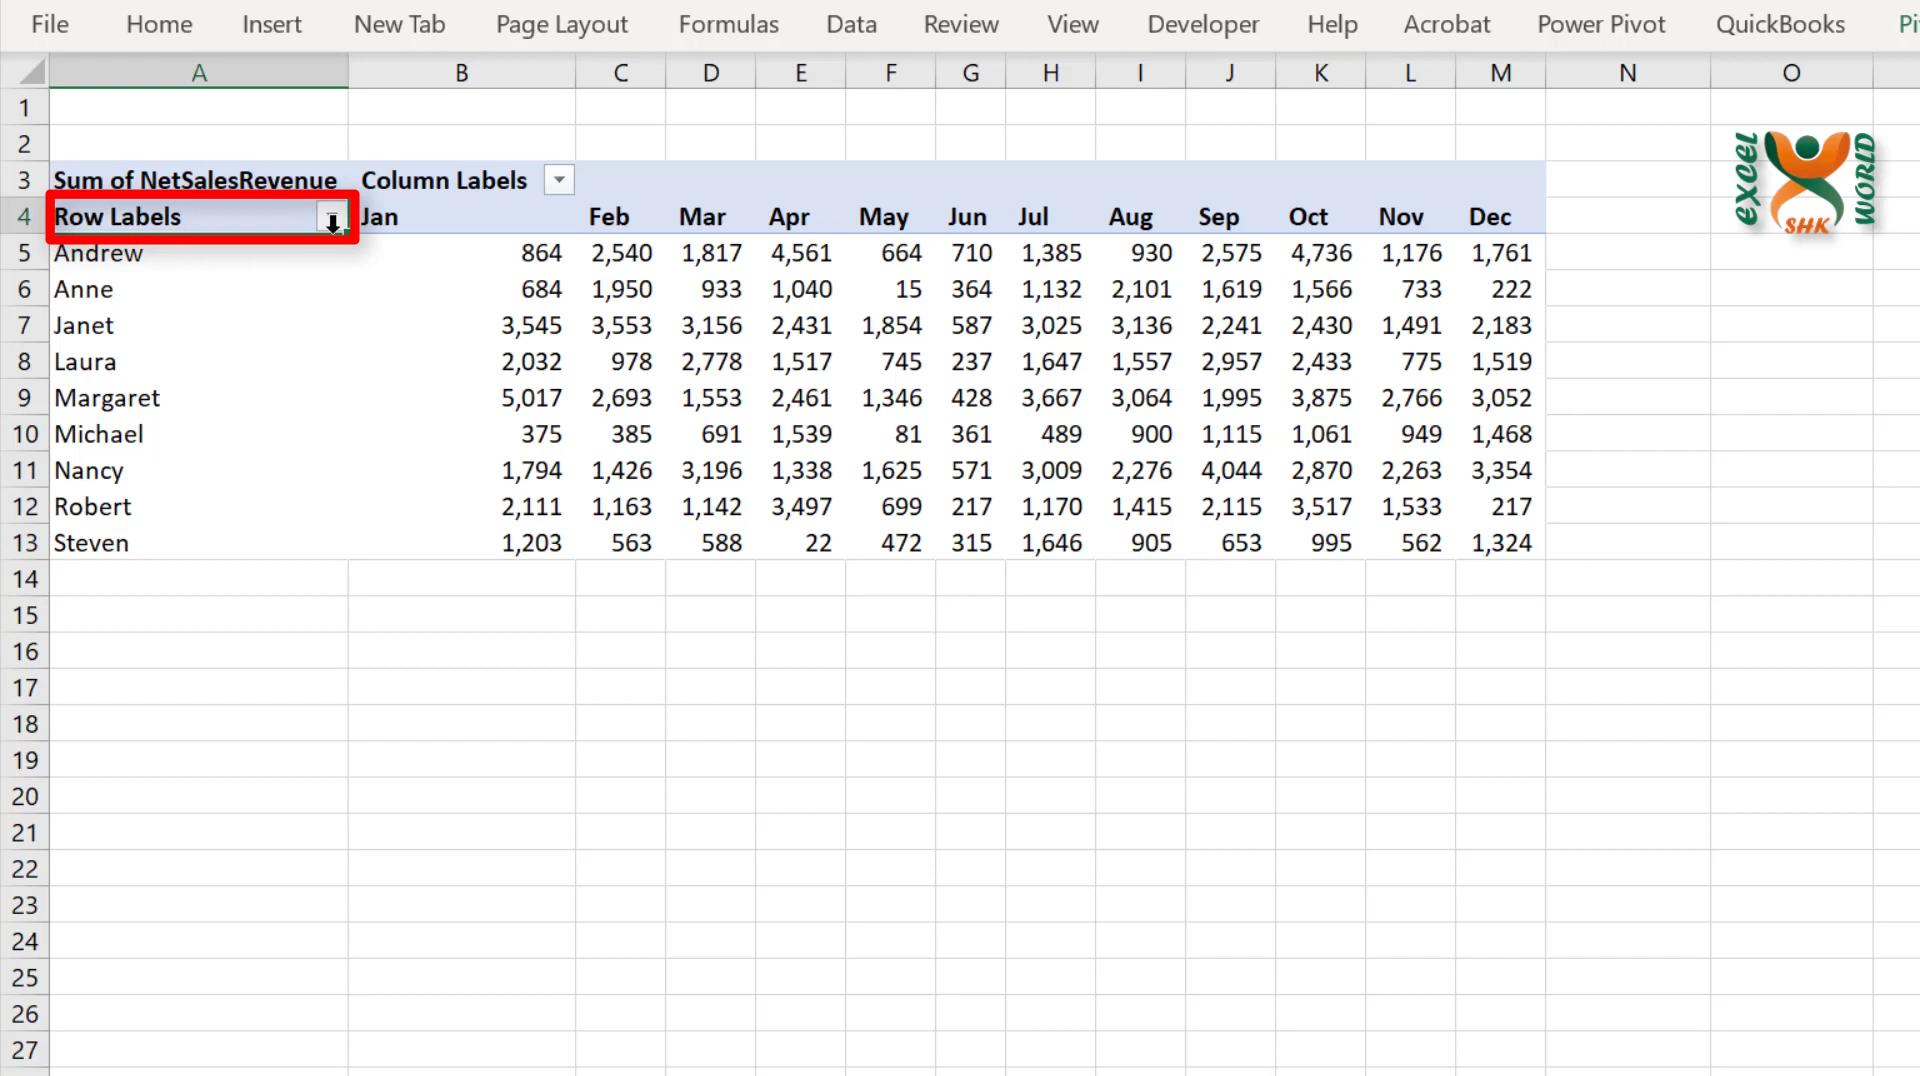 File Home Insert New Tab Page Layout Formulas Data Review View Developer Help Acrobat Power Pivot QuickBooks
A B C D E F G H I J K L M N O
1
2
3 Sum of NetSalesRevenue Column Labels
4 Row Labels Jan Feb Mar Apr May Jun Jul Aug Sep Oct Nov Dec
5 Andrew 864 2,540 1,817 4,561 664 710 1,385 930 2,575 4,736 1,176 1,761
6 Anne 684 1,950 933 1,040 15 364 1,132 2,101 1,619 1,566 733 222
7 Janet 3,545 3,553 3,156 2,431 1,854 587 3,025 3,136 2,241 2,430 1,491 2,183
8 Laura 2,032 978 2,778 1,517 745 237 1,647 1,557 2,957 2,433 775 1,519
9 Margaret 5,017 2,693 1,553 2,461 1,346 428 3,667 3,064 1,995 3,875 2,766 3,052
10 Michael 375 385 691 1,539 81 361 489 900 1,115 1,061 949 1,468
11 Nancy 1,794 1,426 3,196 1,338 1,625 571 3,009 2,276 4,044 2,870 2,263 3,354
12 Robert 2,111 1,163 1,142 3,497 699 217 1,170 1,415 2,115 3,517 1,533 217
13 Steven 1,203 563 588 22 472 315 1,646 905 653 995 562 1,324
14
15
16
17
18
19
20
21
22
23
24
25
26
27
eXCEL
WORLD
SHK